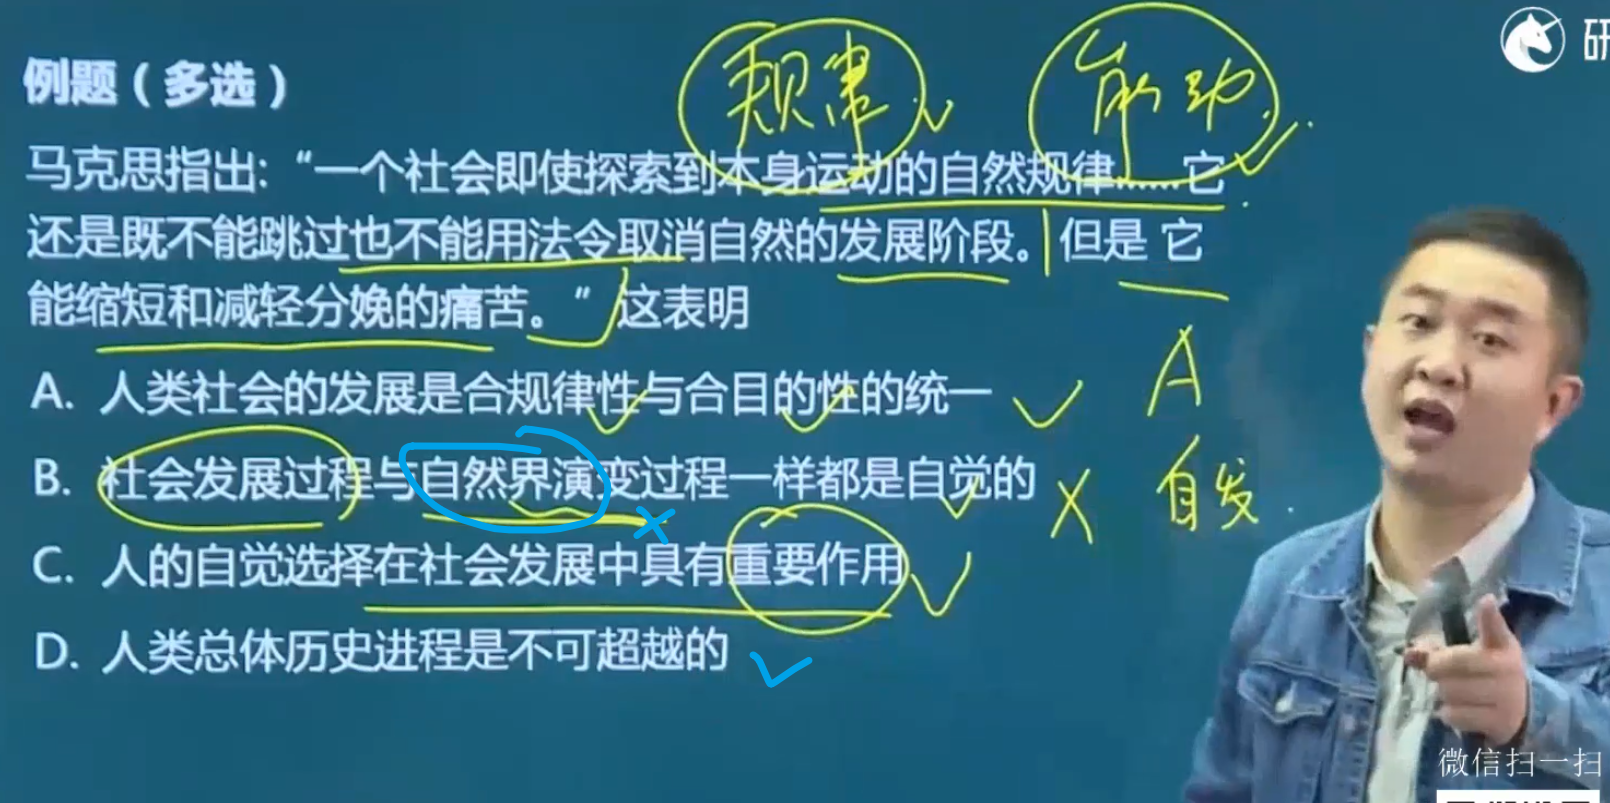 研
例题（多选）
规律
能动
马克思指出: “一个社会即使探索到本身运动的自然规律……它
还是既不能跳过也不能用法令取消自然的发展阶段。但是 它
能缩短和减轻分娩的痛苦。”这表明
A. 人类社会的发展是合规律性与合目的性的统一
A
B. 社会发展过程与自然界演变过程一样都是自觉的
自发
C. 人的自觉选择在社会发展中具有重要作用
D. 人类总体历史进程是不可超越的
微信扫一扫